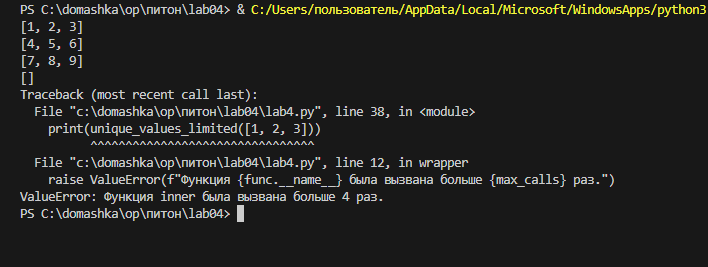 PS C:\domashka\op\питон\lab04> & C:/Users/пользователь/AppData/Local/Microsoft/WindowsApps/python3
[1, 2, 3]
[4, 5, 6]
[7, 8, 9]
[]
Traceback (most recent call last):
  File "c:\domashka\op\питон\lab04\lab4.py", line 38, in <module>
    print(unique_values_limited([1, 2, 3]))
          ^^^^^^^^^^^^^^^^^^^^^^^^^^^^^^^^
  File "c:\domashka\op\питон\lab04\lab4.py", line 12, in wrapper
    raise ValueError(f"Функция {func.__name__} была вызвана больше {max_calls} раз.")
ValueError: Функция inner была вызвана больше 4 раз.
PS C:\domashka\op\питон\lab04>